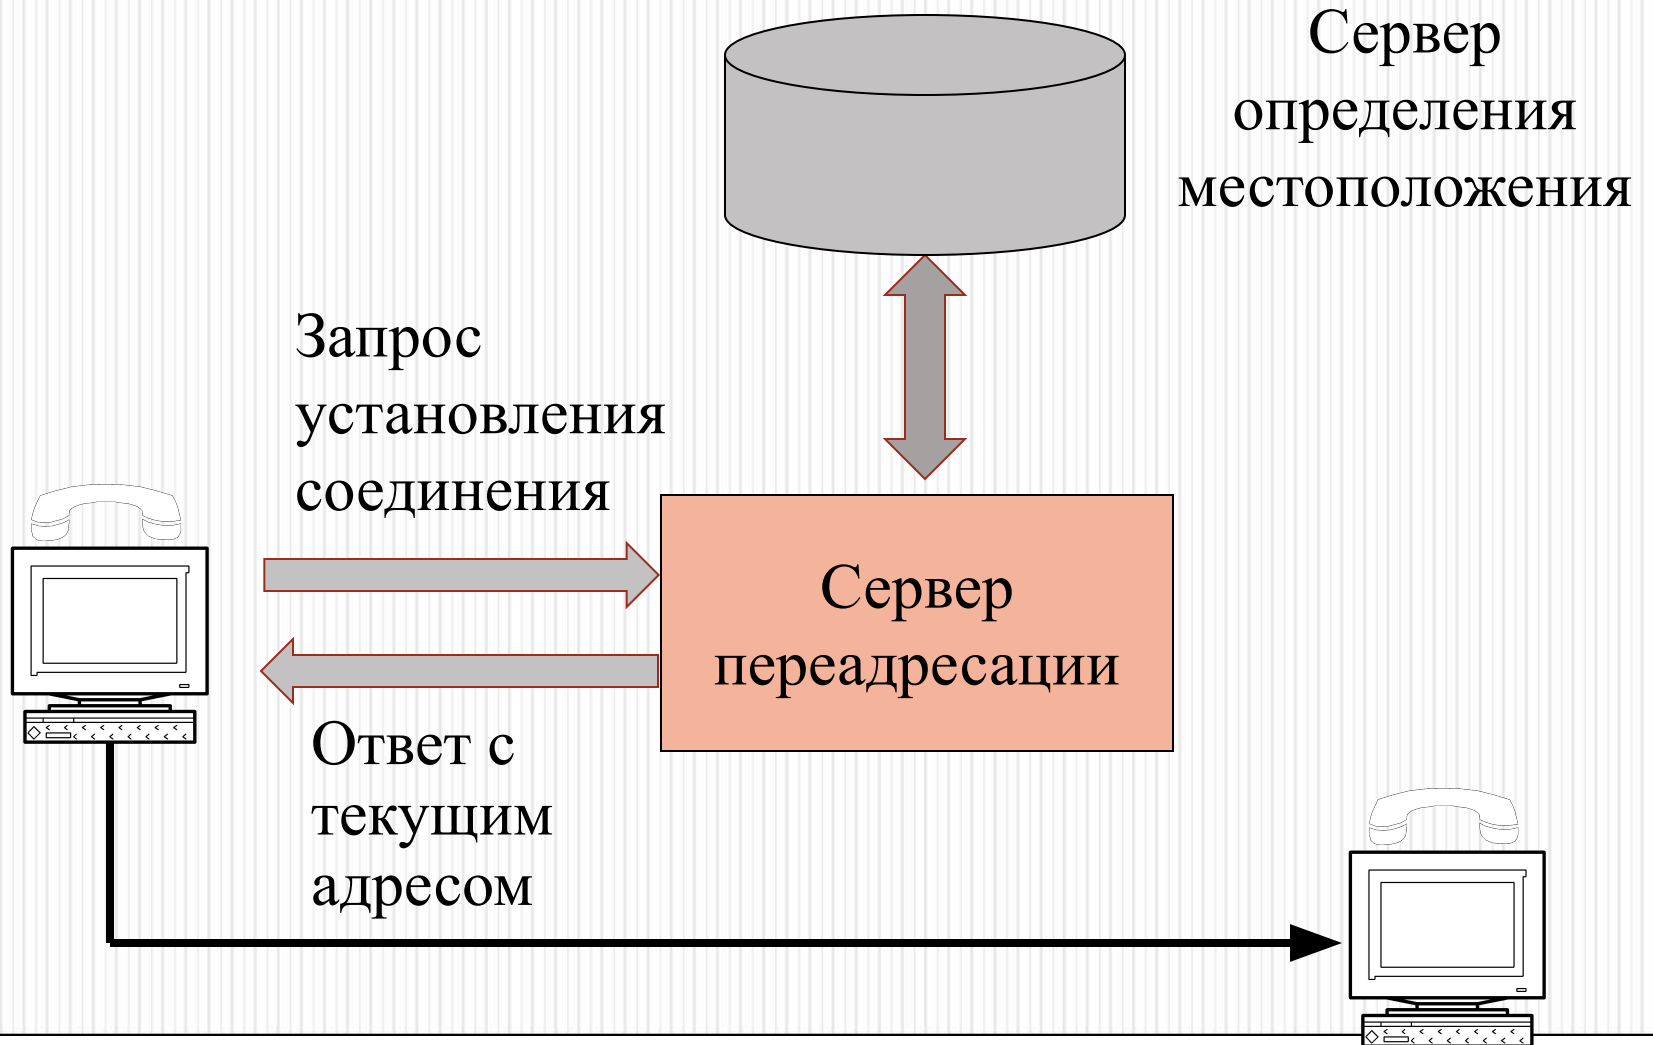 Сервер
определения
местоположения
Запрос
установления
соединения
Сервер
переадресации
Ответ с
текущим
адресом